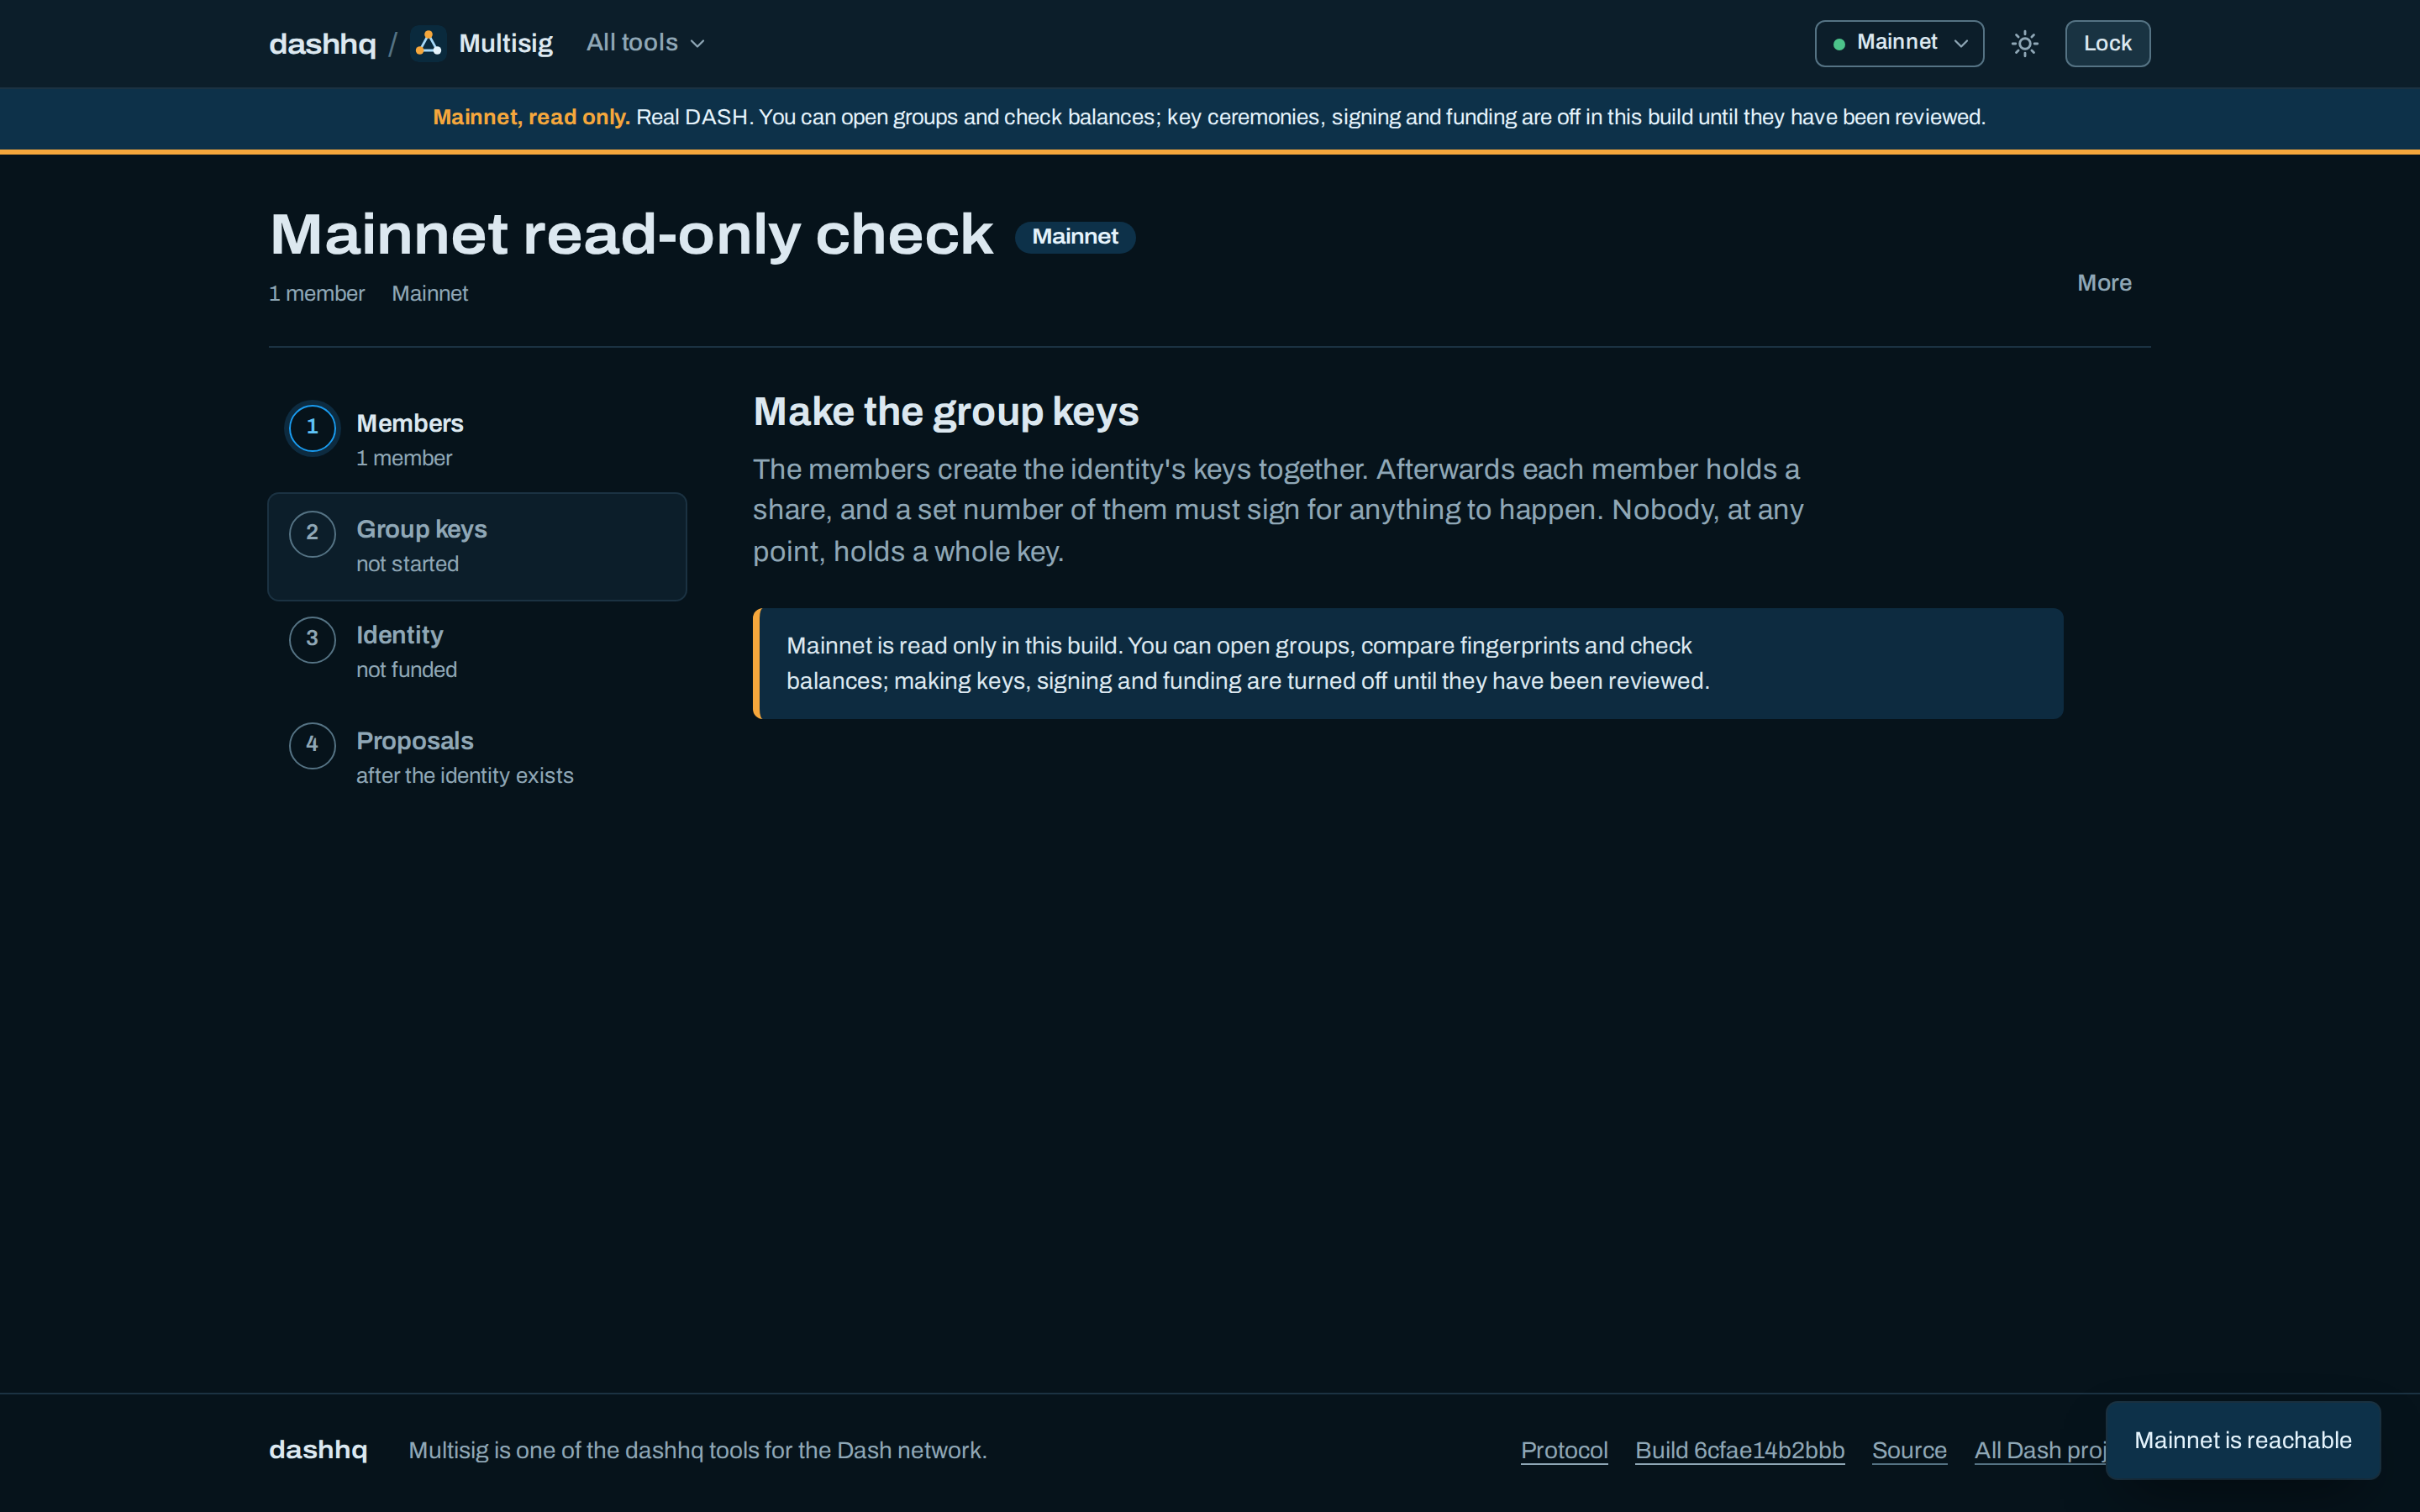 dashhq / Multisig All tools Mainnet Lock
Mainnet, read only. Real DASH. You can open groups and check balances; key ceremonies, signing and funding are off in this build until they have been reviewed.
Mainnet read-only check Mainnet
1 member Mainnet
More
1 Members
1 member
2 Group keys
not started
3 Identity
not funded
4 Proposals
after the identity exists
Make the group keys
The members create the identity's keys together. Afterwards each member holds a
share, and a set number of them must sign for anything to happen. Nobody, at any
point, holds a whole key.
Mainnet is read only in this build. You can open groups, compare fingerprints and check
balances; making keys, signing and funding are turned off until they have been reviewed.
dashhq Multisig is one of the dashhq tools for the Dash network. Protocol Build 6cfae14b2bbb Source All Dash
Mainnet is reachable